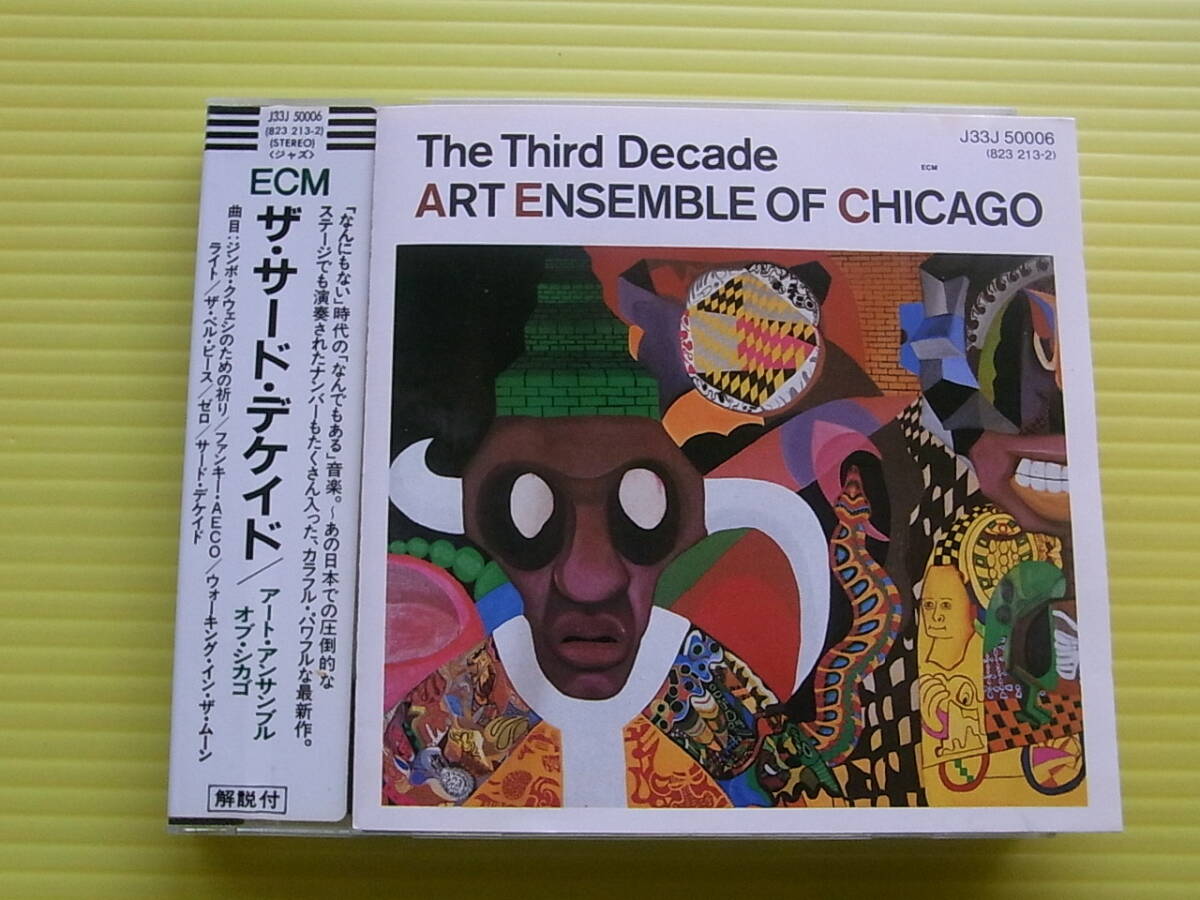 J33J 50006
(823 213-2)
(STEREO)
〈ジャズ〉
ECM
「なんにもない」時代の「なんでもある」音楽。〜あの日本での圧倒的な
ステージでも演奏されたナンバーもたくさん入った、カラフル・パワフルな最新作。
ザ・サード・デケイド/
アート・アンサンブル
オブ・シカゴ
曲目:ジンボ・クウェシのための祈り/ファンキー・AECO/ウォーキング・イン・ザ・ムーン
ライト/ザ・ベル・ピース/ゼロ/サード・デケイド
解説付
The Third Decade
J33J 50006
(823 213-2)
ECM
ART ENSEMBLE OF CHICAGO